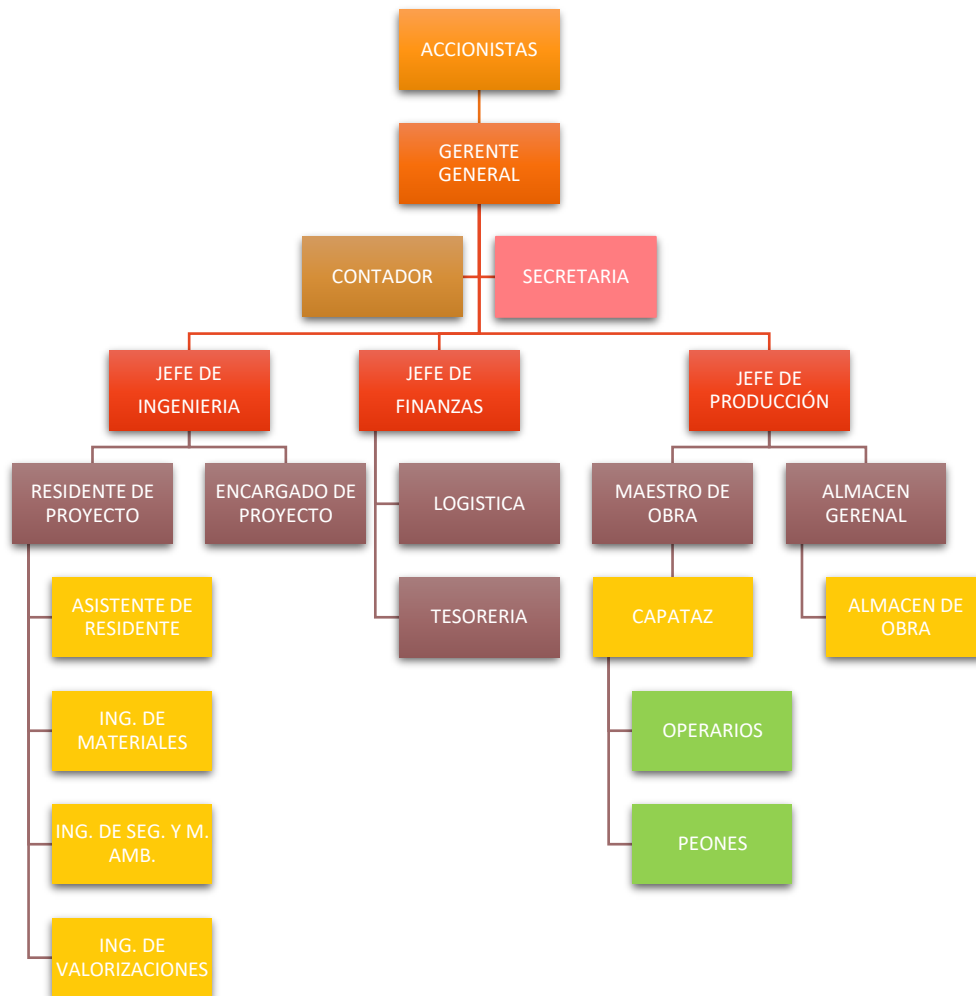 ACCIONISTAS
GERENTE
GENERAL
CONTADOR
SECRETARIA
JEFE DE
INGENIERIA
JEFE DE
FINANZAS
JEFE DE
PRODUCCIÓN
RESIDENTE DE
PROYECTO
ENCARGADO DE
PROYECTO
LOGISTICA
MAESTRO DE
OBRA
ALMACEN
GERENAL
ASISTENTE DE
RESIDENTE
TESORERIA
CAPATAZ
ALMACEN DE
OBRA
ING. DE
MATERIALES
OPERARIOS
ING. DE SEG. Y M.
AMB.
PEONES
ING. DE
VALORIZACIONES